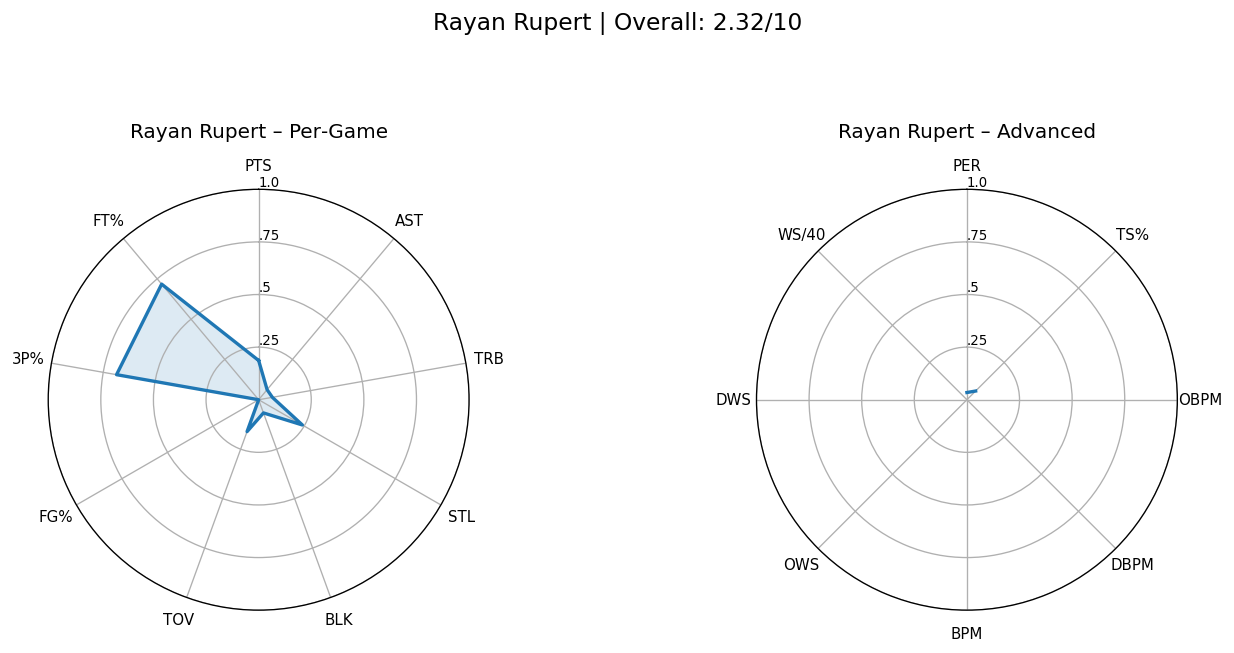 Rayan Rupert | Overall: 2.32/10
Rayan Rupert – Per-Game
PTS
1.0
.75
.5
.25
AST
TRB
STL
BLK
TOV
FG%
3P%
FT%
Rayan Rupert – Advanced
PER
1.0
.75
.5
.25
TS%
OBPM
DBPM
BPM
OWS
DWS
WS/40